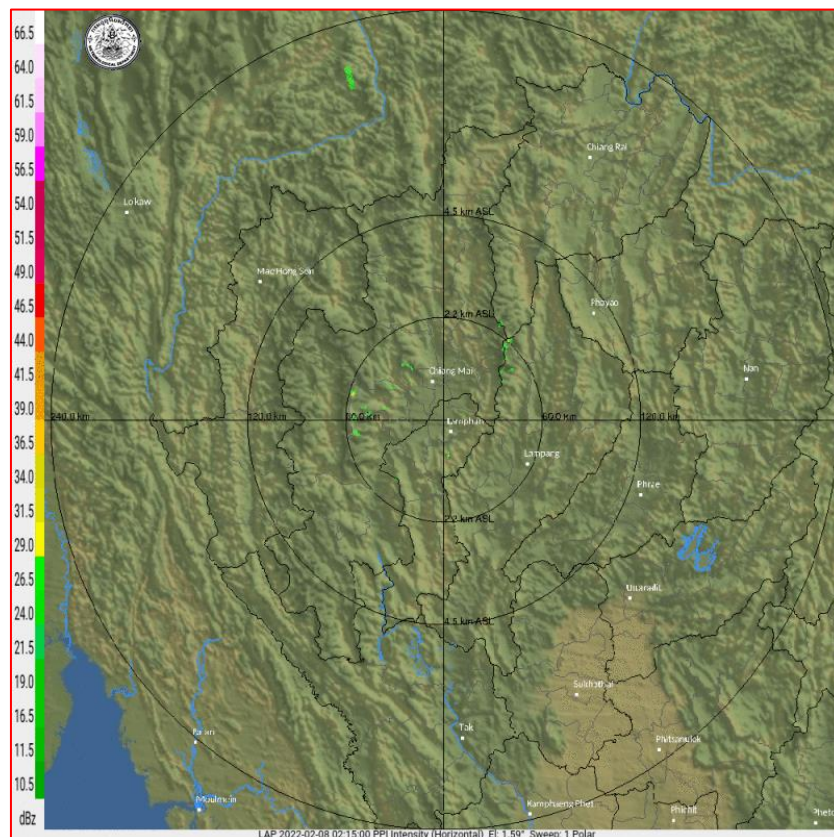 66.5
64.0
61.5
59.0
56.5
54.0
51.5
49.0
46.5
44.0
41.5
39.0
36.5
34.0
31.5
29.0
26.5
24.0
21.5
19.0
16.5
11.5
10.5
dBz
Chiang Rai
Loikaw
4.5 km ASL
Mae Hong Son
Phayao
2.2 km ASL
Chiang Mai
Nan
240.0 km
120.0 km
60.0 km
60.0 km
120.0 km
Lamphun
Lampang
Phrae
2.2 km ASL
Uttaradit
4.5 km ASL
Sukhothai
Tak
Pa'an
Phitsanulok
Moulmein
Kamphaeng Phet
Phichit
Phetc
LAP 2022-02-08 02:15:00 PPI Intensity (Horizontal) El: 1.59° Sweep: 1 Polar